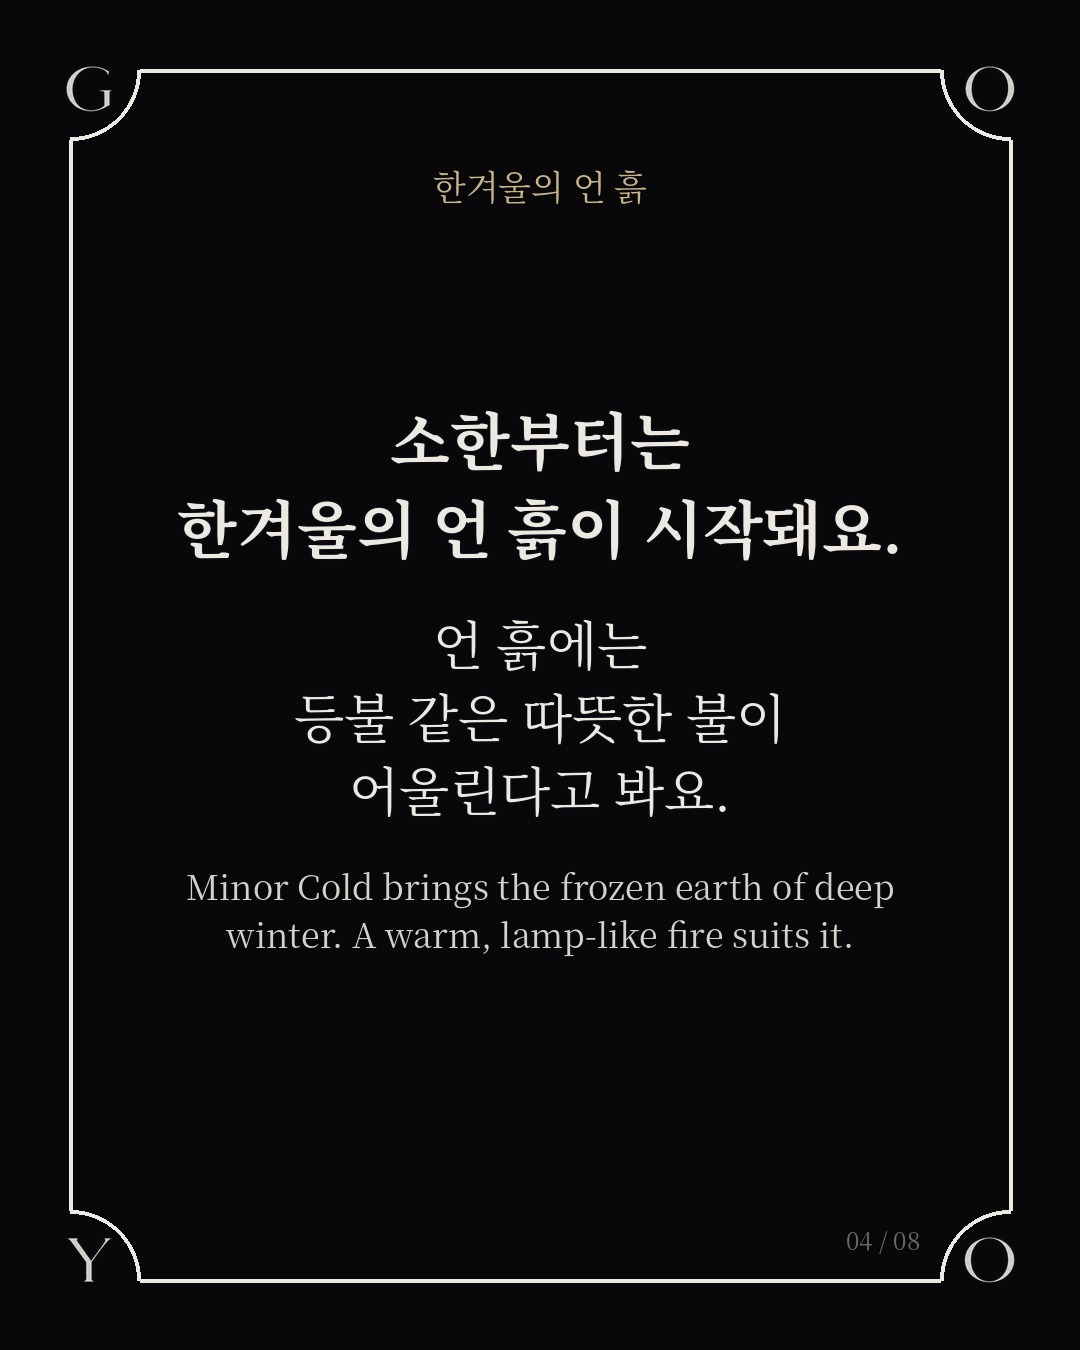 G O
한겨울의 언 흙
소한부터는
한겨울의 언 흙이 시작돼요.
언 흙에는
등불 같은 따뜻한 불이
어울린다고 봐요.
Minor Cold brings the frozen earth of deep
winter. A warm, lamp-like fire suits it.
04 / 08
Y O